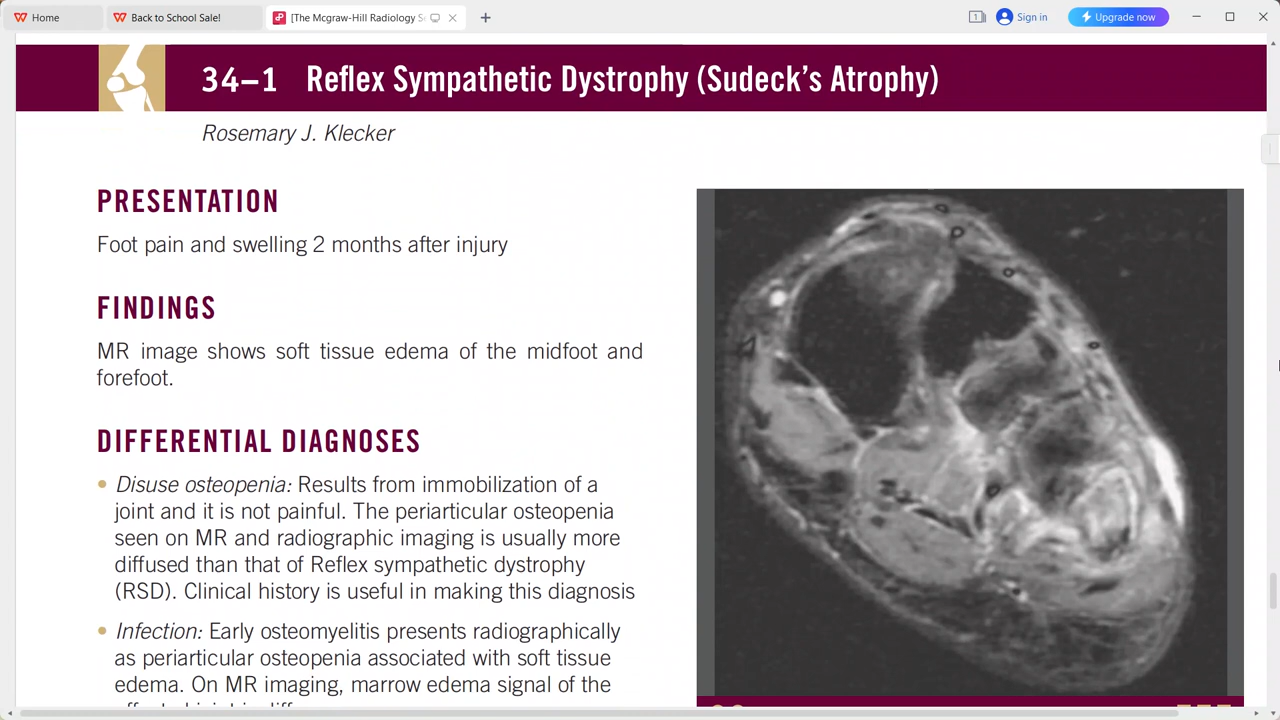 Home
Back to School Sale!
[The Mcgraw-Hill Radiology S
1
Sign in
Upgrade now
34–1 Reflex Sympathetic Dystrophy (Sudeck's Atrophy)
Rosemary J. Klecker
PRESENTATION
Foot pain and swelling 2 months after injury
FINDINGS
MR image shows soft tissue edema of the midfoot and
forefoot.
DIFFERENTIAL DIAGNOSES
• Disuse osteopenia: Results from immobilization of a
joint and it is not painful. The periarticular osteopenia
seen on MR and radiographic imaging is usually more
diffused than that of Reflex sympathetic dystrophy
(RSD). Clinical history is useful in making this diagnosis
• Infection: Early osteomyelitis presents radiographically
as periarticular osteopenia associated with soft tissue
edema. On MR imaging, marrow edema signal of the